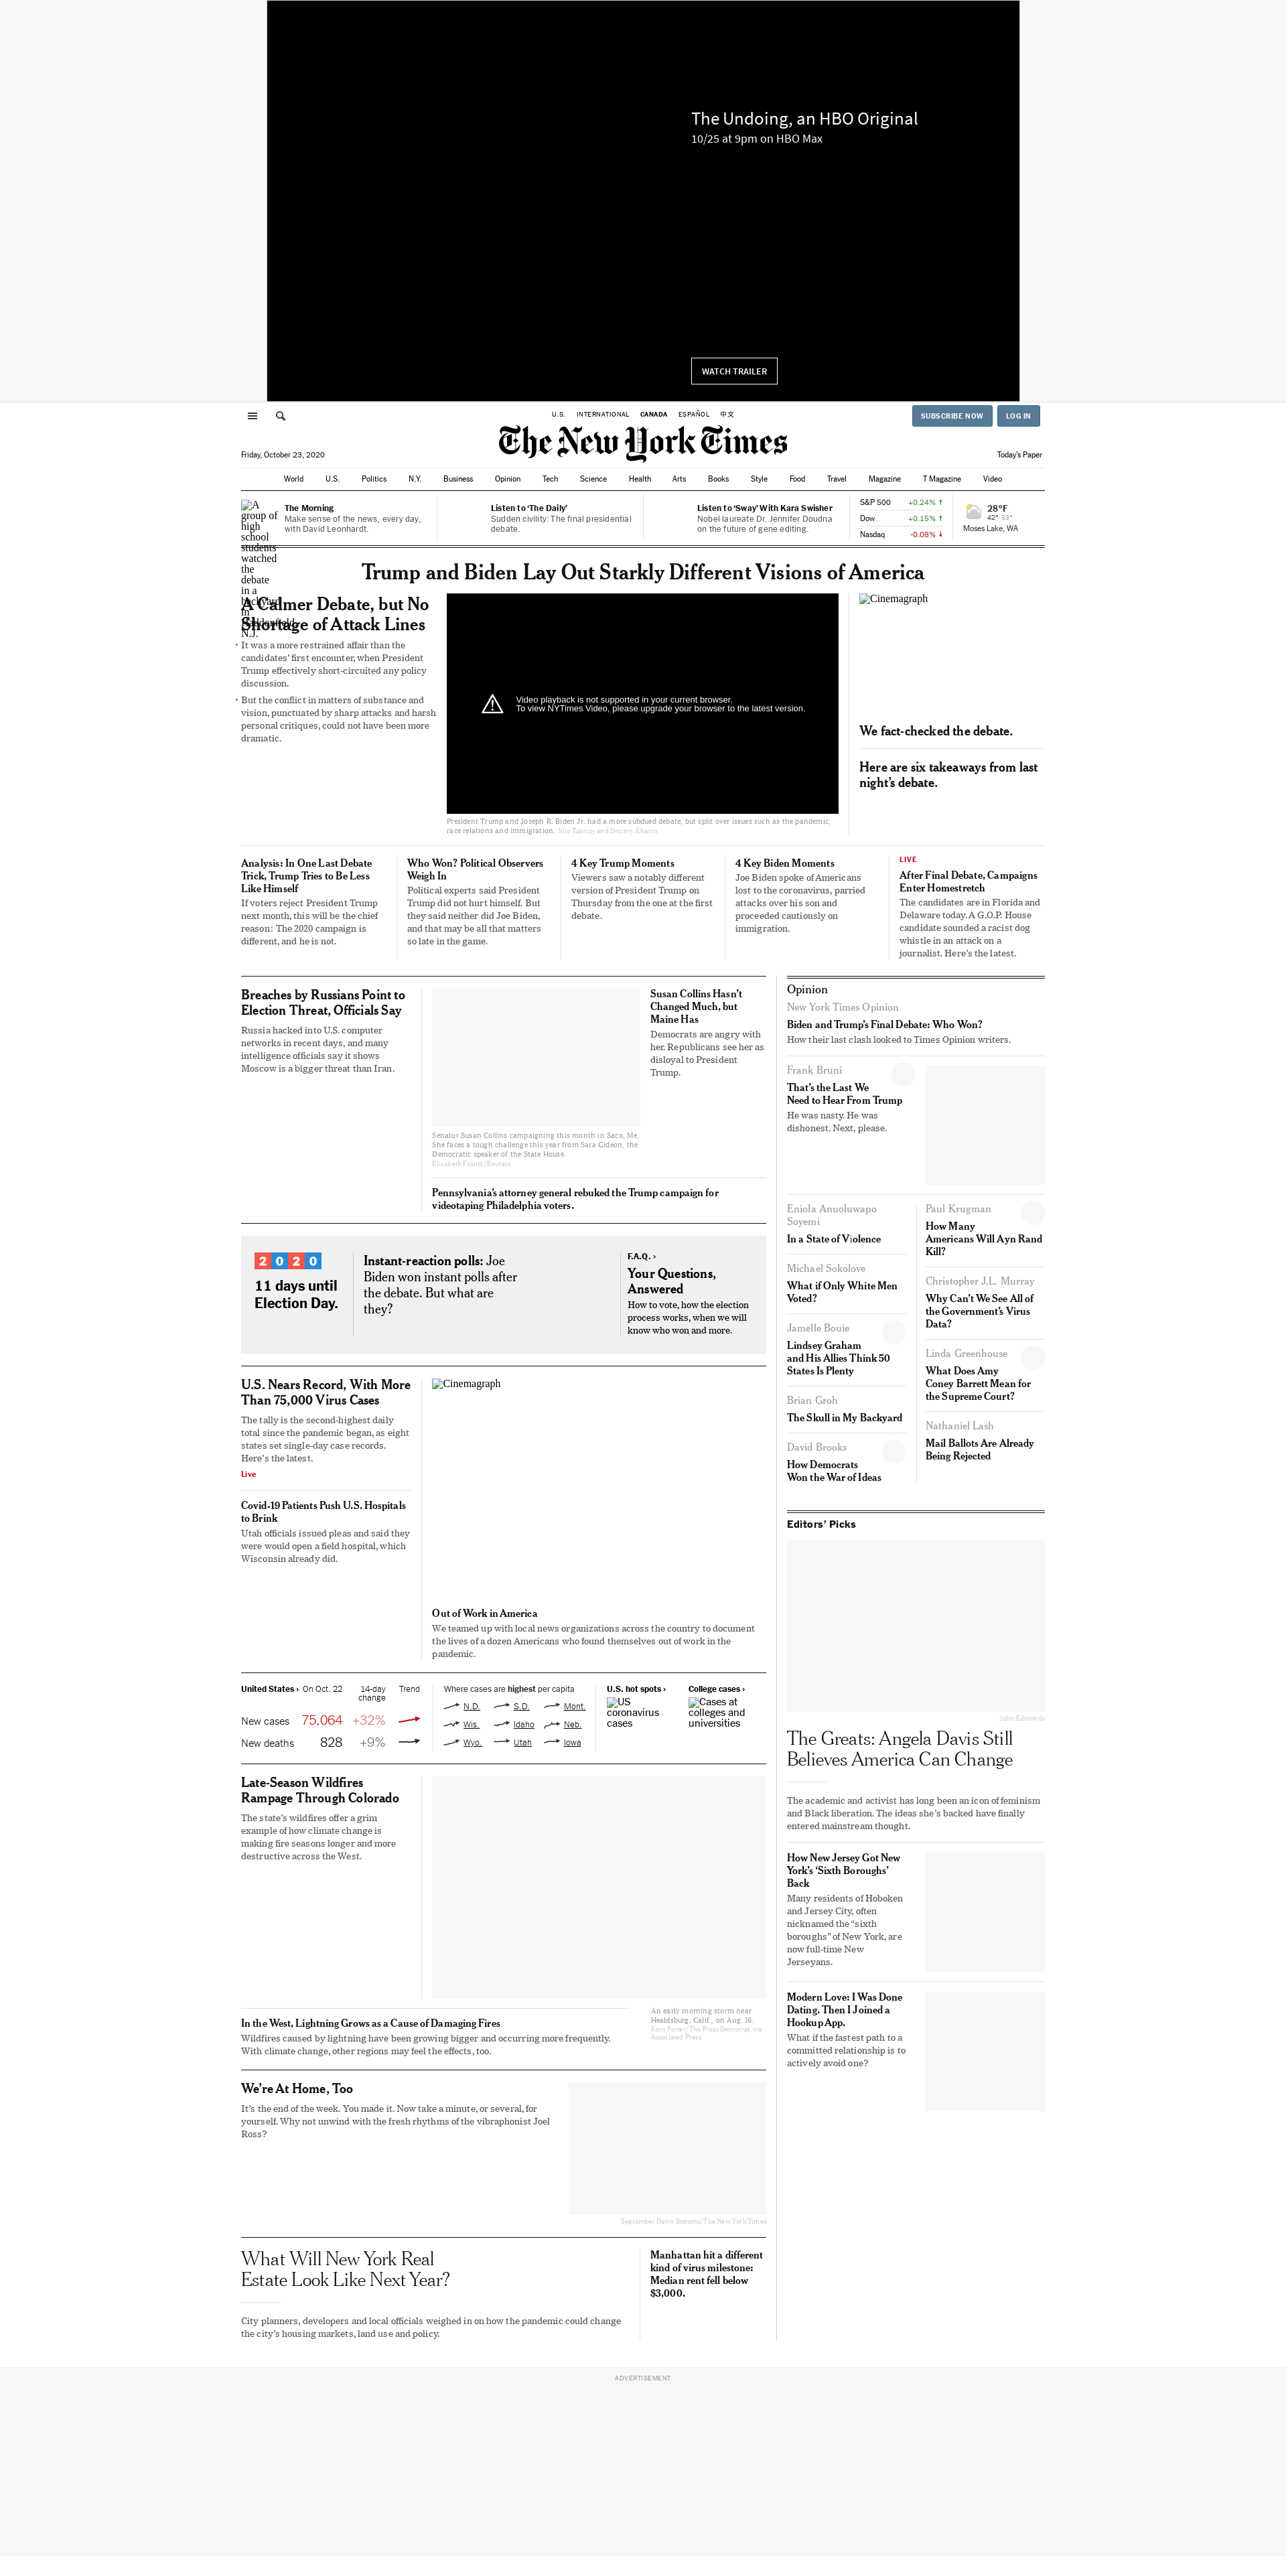 The Undoing, an HBO Original
10/25 at 9pm on HBO Max
WATCH TRAILER
U.S. INTERNATIONAL CANADA ESPAÑOL 中文
SUBSCRIBE NOW LOG IN
The New York Times
Friday, October 23, 2020
Today's Paper
World U.S. Politics N.Y. Business Opinion Tech Science Health Arts Books Style Food Travel Magazine T Magazine Video
A group of high school students watched the debate in a backyard in Haddonfield, N.J.
The Morning
Make sense of the news, every day,
with David Leonhardt.
Listen to ‘The Daily’
Sudden civility: The final presidential
debate.
Listen to ‘Sway’ With Kara Swisher
Nobel laureate Dr. Jennifer Doudna
on the future of gene editing.
S&P 500 +0.24% ↑
Dow +0.15% ↑
Nasdaq -0.08% ↓
28°F
42° 33°
Moses Lake, WA
Trump and Biden Lay Out Starkly Different Visions of America
A Calmer Debate, but No
Shortage of Attack Lines
• It was a more restrained affair than the
candidates’ first encounter, when President
Trump effectively short-circuited any policy
discussion.
• But the conflict in matters of substance and
vision, punctuated by sharp attacks and harsh
personal critiques, could not have been more
dramatic.
Video playback is not supported in your current browser.
To view NYTimes Video, please upgrade your browser to the latest version.
President Trump and Joseph R. Biden Jr. had a more subdued debate, but split over issues such as the pandemic,
race relations and immigration. Nilo Tabrizy and Dmitriy Khavin
Cinemagraph
We fact-checked the debate.
Here are six takeaways from last
night’s debate.
Analysis: In One Last Debate
Trick, Trump Tries to Be Less
Like Himself
If voters reject President Trump
next month, this will be the chief
reason: The 2020 campaign is
different, and he is not.
Who Won? Political Observers
Weigh In
Political experts said President
Trump did not hurt himself. But
they said neither did Joe Biden,
and that may be all that matters
so late in the game.
4 Key Trump Moments
Viewers saw a notably different
version of President Trump on
Thursday from the one at the first
debate.
4 Key Biden Moments
Joe Biden spoke of Americans
lost to the coronavirus, parried
attacks over his son and
proceeded cautiously on
immigration.
LIVE
After Final Debate, Campaigns
Enter Homestretch
The candidates are in Florida and
Delaware today. A G.O.P. House
candidate sounded a racist dog
whistle in an attack on a
journalist. Here’s the latest.
Breaches by Russians Point to
Election Threat, Officials Say
Russia hacked into U.S. computer
networks in recent days, and many
intelligence officials say it shows
Moscow is a bigger threat than Iran.
Senator Susan Collins campaigning this month in Saco, Me.
She faces a tough challenge this year from Sara Gideon, the
Democratic speaker of the State House.
Elizabeth Frantz/Reuters
Susan Collins Hasn’t
Changed Much, but
Maine Has
Democrats are angry with
her. Republicans see her as
disloyal to President
Trump.
Pennsylvania’s attorney general rebuked the Trump campaign for
videotaping Philadelphia voters.
2020
11 days until
Election Day.
Instant-reaction polls: Joe
Biden won instant polls after
the debate. But what are
they?
F.A.Q. ›
Your Questions,
Answered
How to vote, how the election
process works, when we will
know who won and more.
U.S. Nears Record, With More
Than 75,000 Virus Cases
The tally is the second-highest daily
total since the pandemic began, as eight
states set single-day case records.
Here’s the latest.
Live
Covid-19 Patients Push U.S. Hospitals
to Brink
Utah officials issued pleas and said they
were would open a field hospital, which
Wisconsin already did.
Cinemagraph
Out of Work in America
We teamed up with local news organizations across the country to document
the lives of a dozen Americans who found themselves out of work in the
pandemic.
United States › On Oct. 22 14-day change Trend
New cases 75,064 +32%
New deaths 828 +9%
Where cases are highest per capita
N.D. S.D. Mont.
Wis. Idaho Neb.
Wyo. Utah Iowa
U.S. hot spots ›
US coronavirus cases
College cases ›
Cases at colleges and universities
Late-Season Wildfires
Rampage Through Colorado
The state’s wildfires offer a grim
example of how climate change is
making fire seasons longer and more
destructive across the West.
In the West, Lightning Grows as a Cause of Damaging Fires
Wildfires caused by lightning have been growing bigger and occurring more frequently.
With climate change, other regions may feel the effects, too.
An early morning storm near
Healdsburg, Calif., on Aug. 16.
Kent Porter/The Press Democrat, via
Associated Press
We’re At Home, Too
It’s the end of the week. You made it. Now take a minute, or several, for
yourself. Why not unwind with the fresh rhythms of the vibraphonist Joel
Ross?
September Dawn Bottoms/The New York Times
What Will New York Real
Estate Look Like Next Year?
City planners, developers and local officials weighed in on how the pandemic could change
the city’s housing markets, land use and policy.
Manhattan hit a different
kind of virus milestone:
Median rent fell below
$3,000.
Opinion
New York Times Opinion
Biden and Trump’s Final Debate: Who Won?
How their last clash looked to Times Opinion writers.
Frank Bruni
That’s the Last We
Need to Hear From Trump
He was nasty. He was
dishonest. Next, please.
Eniola Anuoluwapo
Soyemi
In a State of Violence
Michael Sokolove
What if Only White Men
Voted?
Jamelle Bouie
Lindsey Graham
and His Allies Think 50
States Is Plenty
Brian Groh
The Skull in My Backyard
David Brooks
How Democrats
Won the War of Ideas
Paul Krugman
How Many
Americans Will Ayn Rand
Kill?
Christopher J.L. Murray
Why Can’t We See All of
the Government’s Virus
Data?
Linda Greenhouse
What Does Amy
Coney Barrett Mean for
the Supreme Court?
Nathaniel Lash
Mail Ballots Are Already
Being Rejected
Editors’ Picks
John Edmonds
The Greats: Angela Davis Still
Believes America Can Change
The academic and activist has long been an icon of feminism
and Black liberation. The ideas she’s backed have finally
entered mainstream thought.
How New Jersey Got New
York’s ‘Sixth Boroughs’
Back
Many residents of Hoboken
and Jersey City, often
nicknamed the “sixth
boroughs” of New York, are
now full-time New
Jerseyans.
Modern Love: I Was Done
Dating. Then I Joined a
Hookup App.
What if the fastest path to a
committed relationship is to
actively avoid one?
ADVERTISEMENT